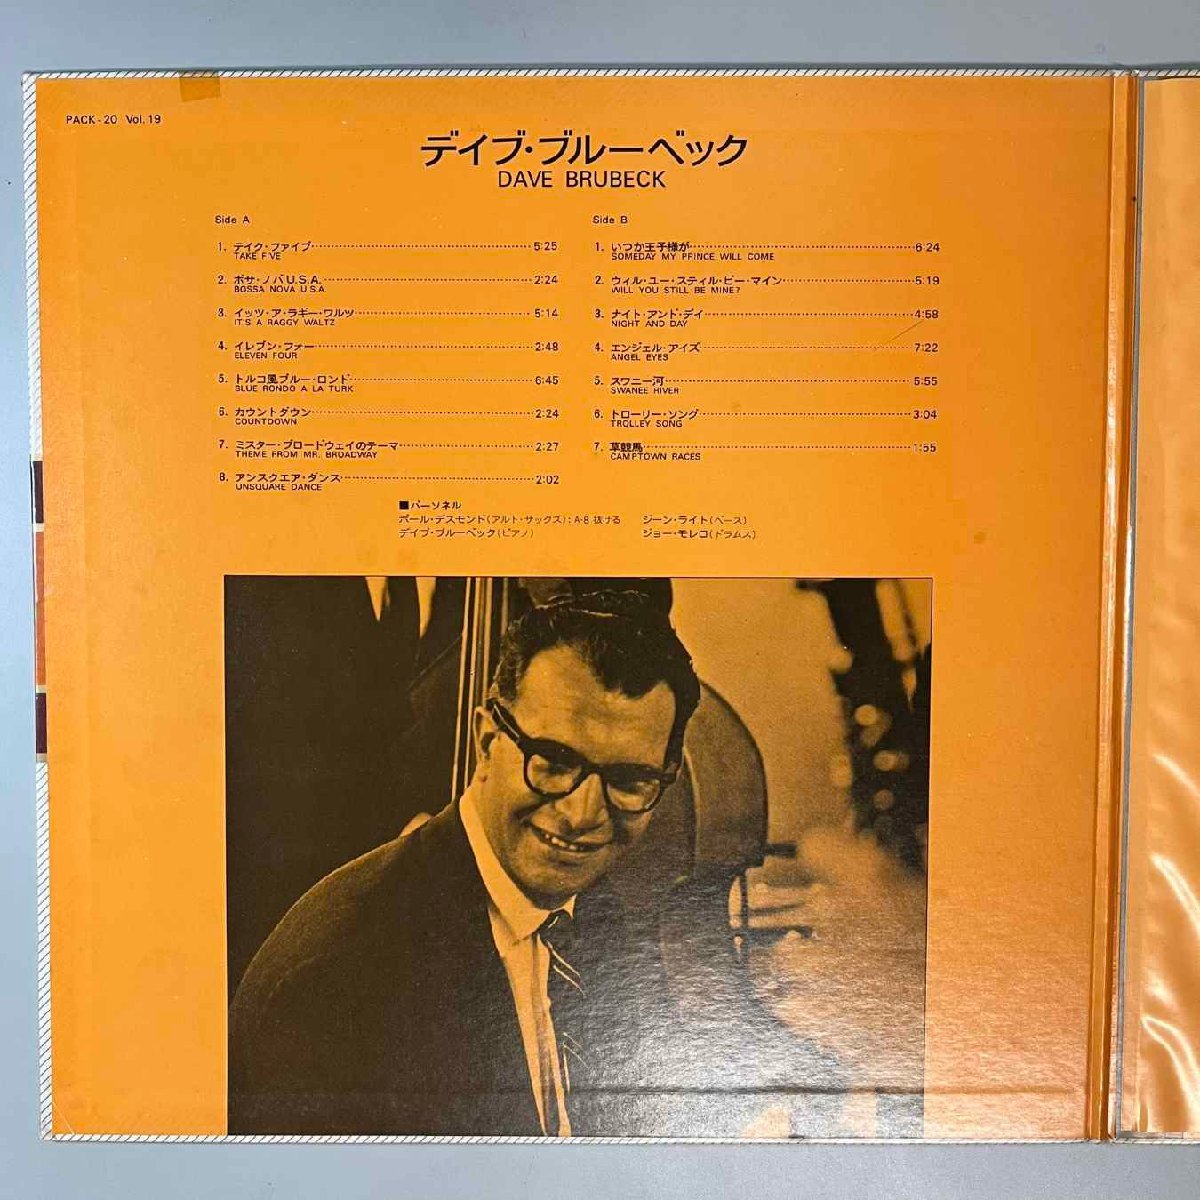 PACK-20 Vol.19
デイブ・ブルーベック
DAVE BRUBECK
Side A
1. テイク・ファイブ 5:25
TAKE FIVE
2. ボサ・ノバU.S.A. 2:24
BOSSA NOVA U.S.A.
3. イッツ・ア・ラギー・ワルツ 5:14
IT'S A RAGGY WALTZ
4. イレブン・フォー 2:48
ELEVEN FOUR
5. トルコ風ブルー・ロンド 6:45
BLUE RONDO A LA TURK
6. カウントダウン 2:24
COUNTDOWN
7. ミスター・ブロードウェイのテーマ 2:27
THEME FROM MR. BROADWAY
8. アンスクエア・ダンス 2:02
UNSQUARE DANCE
Side B
1. いつか王子様が 6:24
SOMEDAY MY PRINCE WILL COME
2. ウィル・ユー・スティル・ビー・マイン 5:19
WILL YOU STILL BE MINE?
3. ナイト・アンド・デイ 4:58
NIGHT AND DAY
4. エンジェル・アイズ 7:22
ANGEL EYES
5. スワニー河 5:55
SWANEE RIVER
6. トローリー・ソング 3:04
TROLLEY SONG
7. 草競馬 1:55
CAMPTOWN RACES
■パーソネル
ポール・デスモンド(アルト・サックス):A-8 抜ける ジーン・ライト(ベース)
デイブ・ブルーベック(ピアノ) ジョー・モレロ(ドラムス)